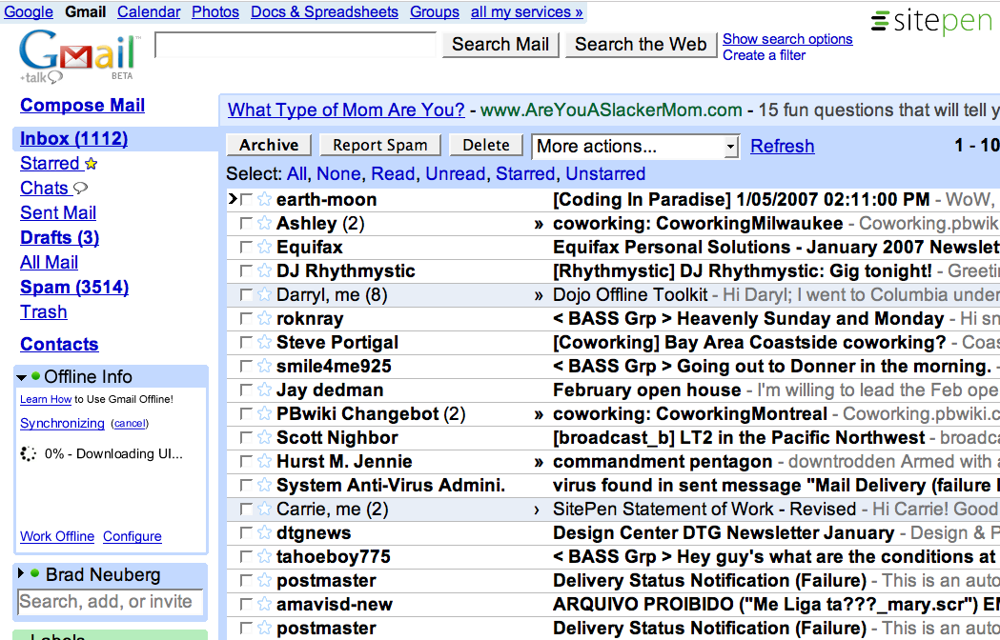 Google Gmail Calendar Photos Docs & Spreadsheets Groups all my services »
sitepen
Gmail™
+talk BETA
Search Mail Search the Web Show search options
Create a filter
Compose Mail
Inbox (1112)
Starred
Chats
Sent Mail
Drafts (3)
All Mail
Spam (3514)
Trash
Contacts
Offline Info
Learn How to Use Gmail Offline!
Synchronizing (cancel)
0% - Downloading UI...
Work Offline Configure
Brad Neuberg
Search, add, or invite
Labels
What Type of Mom Are You? - www.AreYouASlackerMom.com - 15 fun questions that will tell
Archive Report Spam Delete More actions... Refresh 1 - 10
Select: All, None, Read, Unread, Starred, Unstarred
earth-moon [Coding In Paradise] 1/05/2007 02:11:00 PM - WoW,
Ashley (2) » coworking: CoworkingMilwaukee - Coworking.pbwik
Equifax Equifax Personal Solutions - January 2007 Newslet
DJ Rhythmystic [Rhythmystic] DJ Rhythmystic: Gig tonight! - Greetin
Darryl, me (8) » Dojo Offline Toolkit - Hi Daryl; I went to Columbia under
roknray < BASS Grp > Heavenly Sunday and Monday - Hi sn
Steve Portigal [Coworking] Bay Area Coastside coworking? - Coas
smile4me925 < BASS Grp > Going out to Donner in the morning. -
Jay dedman February open house - I'm willing to lead the Feb ope
PBwiki Changebot (2) » coworking: CoworkingMontreal - Coworking.pbwiki.c
Scott Nighbor [broadcast_b] LT2 in the Pacific Northwest - broadca
Hurst M. Jennie » commandment pentagon - downtrodden Armed with a
System Anti-Virus Admini. virus found in sent message "Mail Delivery (failure
Carrie, me (2) › SitePen Statement of Work - Revised - Hi Carrie! Good
dtgnews Design Center DTG Newsletter January - Design & P
tahoeboy775 < BASS Grp > Hey guy's what are the conditions at
postmaster Delivery Status Notification (Failure) - This is an auto
amavisd-new ARQUIVO PROIBIDO ("Me Liga ta???_mary.scr") EM
postmaster Delivery Status Notification (Failure) - This is an auto